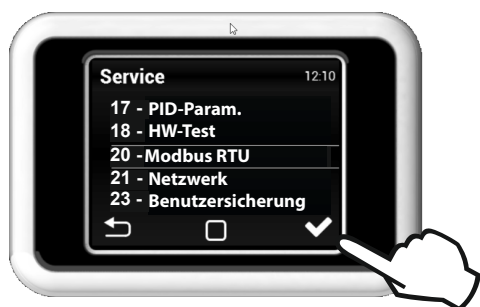 Service 12:10
17 - PID-Param.
18 - HW-Test
20 -Modbus RTU
21 - Netzwerk
23 - Benutzersicherung